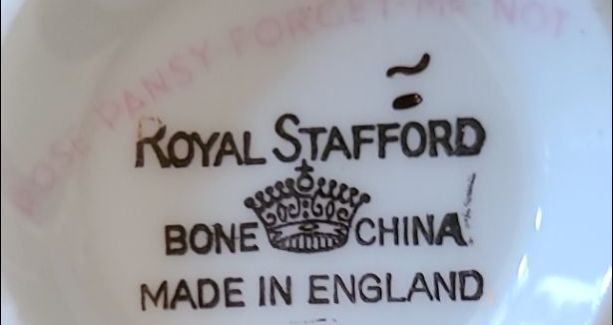 ROSE PANSY FORGET-ME-NOT
ROYAL STAFFORD
BONE CHINA
MADE IN ENGLAND